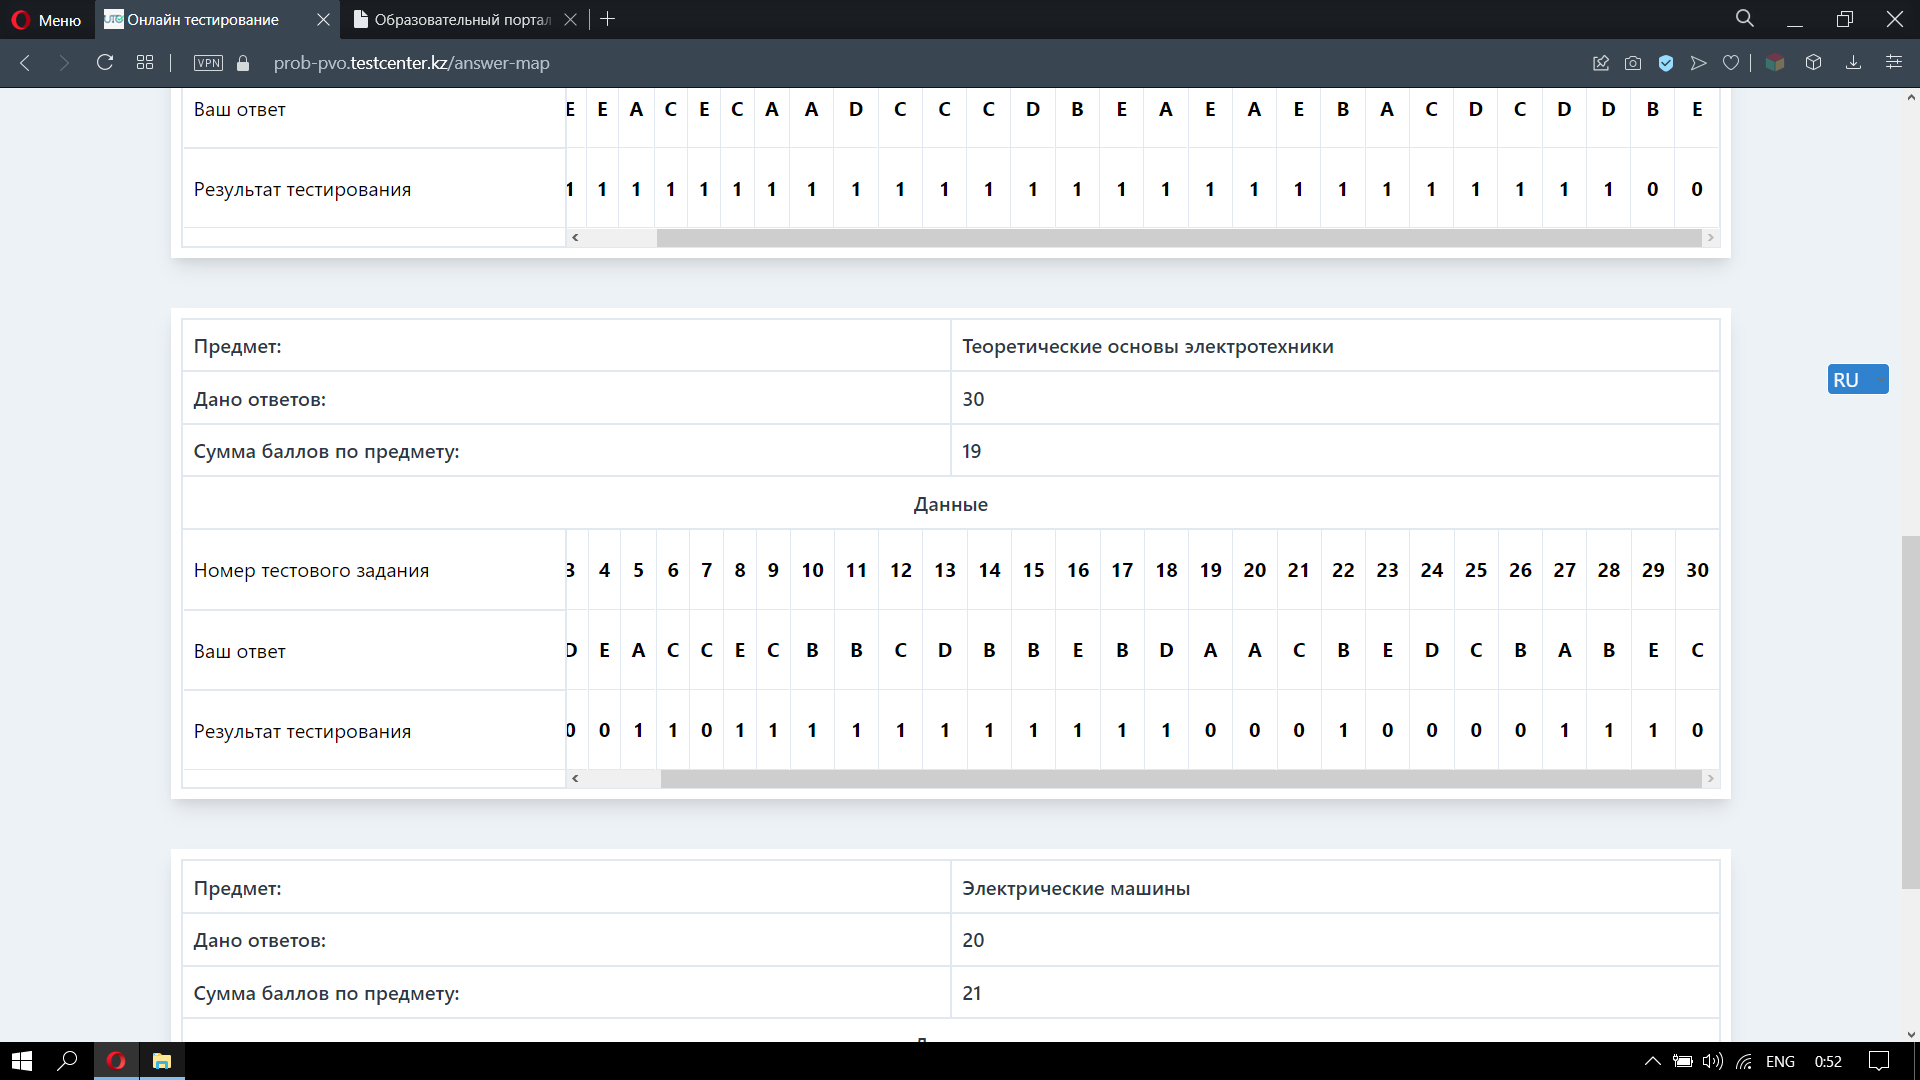 Меню Онлайн тестирование Образовательный портал
VPN prob-pvo.testcenter.kz/answer-map
Ваш ответ E E A C E C A A D C C C D B E A E A E B A C D C D D B E
Результат тестирования 1 1 1 1 1 1 1 1 1 1 1 1 1 1 1 1 1 1 1 1 1 1 1 1 1 1 0 0
Предмет: Теоретические основы электротехники
RU
Дано ответов: 30
Сумма баллов по предмету: 19
Данные
Номер тестового задания 3 4 5 6 7 8 9 10 11 12 13 14 15 16 17 18 19 20 21 22 23 24 25 26 27 28 29 30
Ваш ответ D E A C C E C B B C D B B E B D A A C B E D C B A B E C
Результат тестирования 0 0 1 1 0 1 1 1 1 1 1 1 1 1 1 1 0 0 0 1 0 0 0 0 1 1 1 0
Предмет: Электрические машины
Дано ответов: 20
Сумма баллов по предмету: 21
ENG 0:52